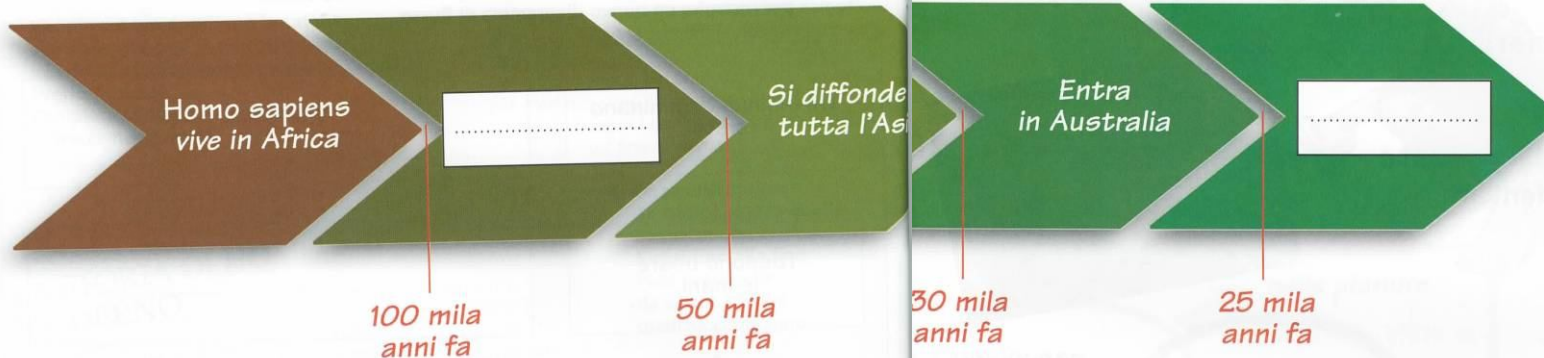 Homo sapiens
vive in Africa
..............................
Si diffonde
tutta l'Asi
Entra
in Australia
..............................
100 mila
anni fa
50 mila
anni fa
30 mila
anni fa
25 mila
anni fa